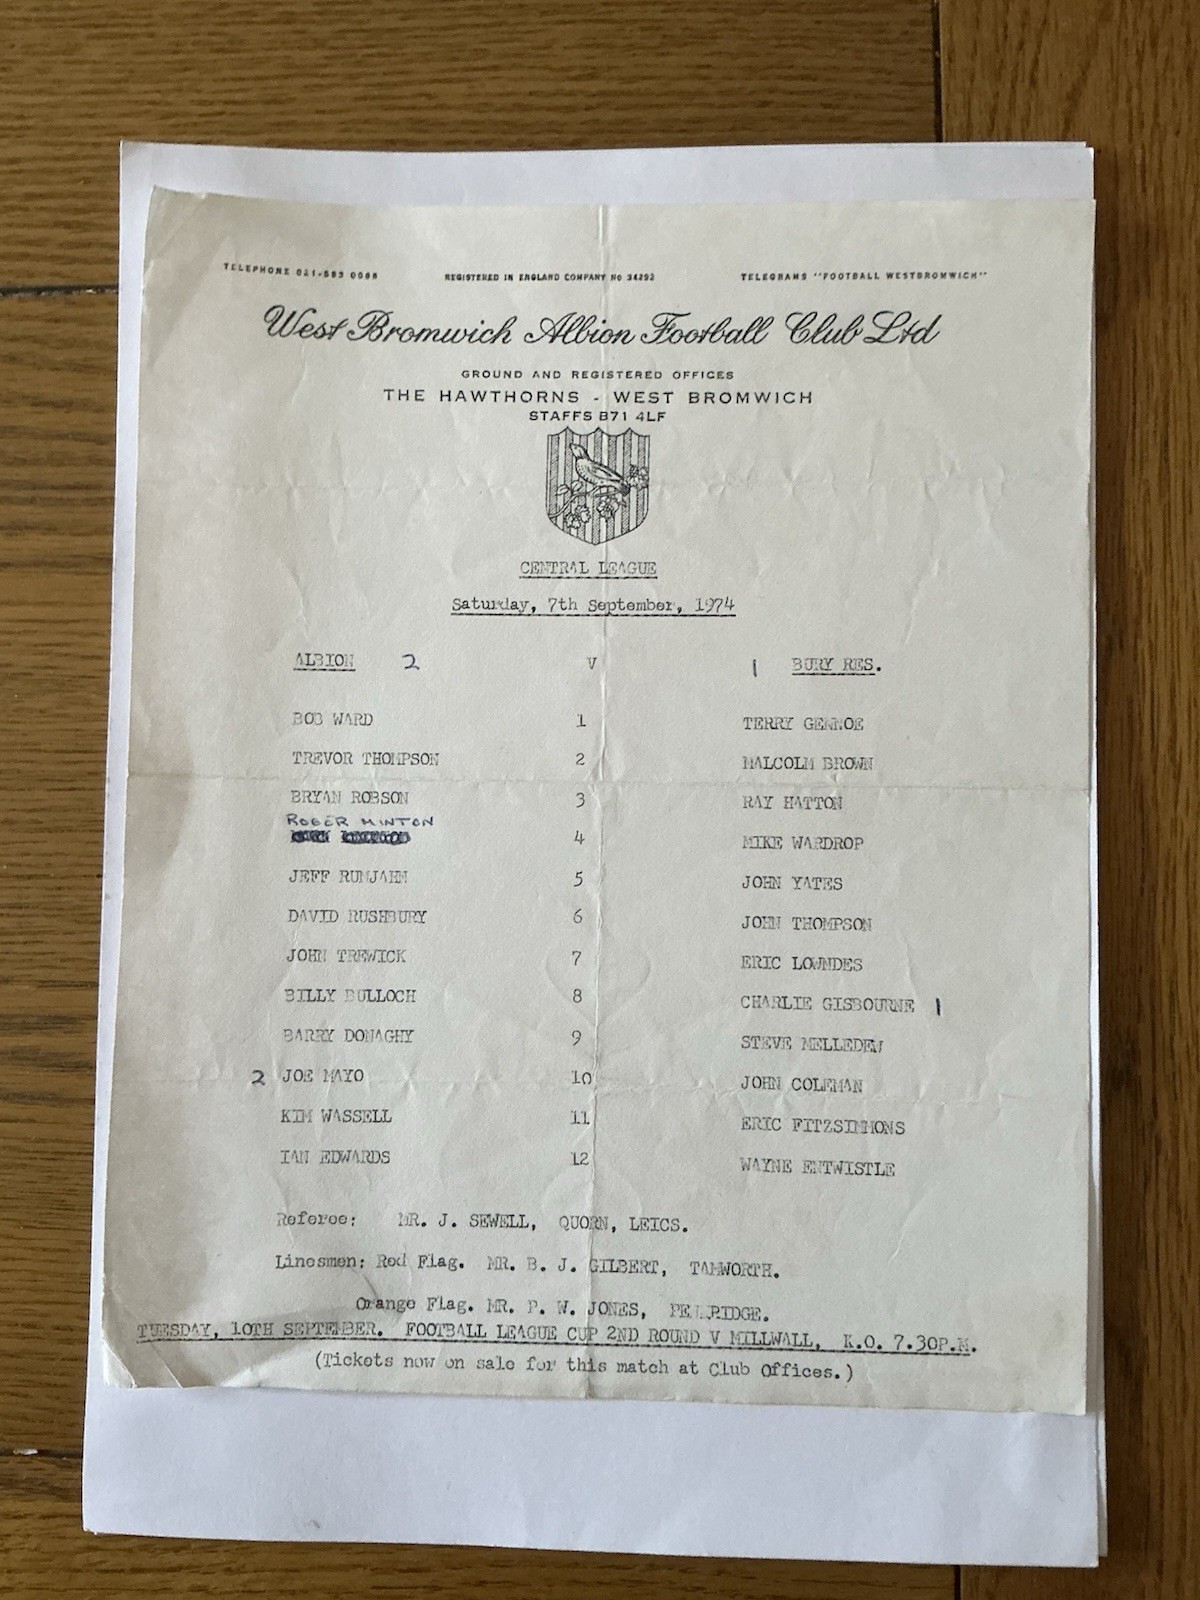 TELEPHONE 021-553 0095 REGISTERED IN ENGLAND COMPANY No 34292 TELEGRAMS "FOOTBALL WESTBROMWICH"
West Bromwich Albion Football Club Ltd
GROUND AND REGISTERED OFFICES
THE HAWTHORNS - WEST BROMWICH
STAFFS B71 4LF
CENTRAL LEAGUE
Saturday, 7th September, 1974
ALBION 2 V 1 BURY RES.
BOB WARD 1 TERRY GENNOE
TREVOR THOMPSON 2 MALCOLM BROWN
BRYAN ROBSON 3 RAY HATTON
ROGER MINTON
4 MIKE WARDROP
JEFF RUNJAHN 5 JOHN YATES
DAVID RUSHBURY 6 JOHN THOMPSON
JOHN TREWICK 7 ERIC LOWNDES
BILLY BULLOCH 8 CHARLIE GISBOURNE 1
BARRY DONAGHY 9 STEVE MELLEDEW
2 JOE MAYO 10 JOHN COLEMAN
KIM WASSELL 11 ERIC FITZSIMMONS
IAN EDWARDS 12 WAYNE ENTWISTLE
Referee: MR. J. SEWELL, QUORN, LEICS.
Linesmen: Red Flag. MR. B. J. GILBERT, TAMWORTH.
Orange Flag. MR. P. W. JONES, PENKRIDGE.
TUESDAY, 10TH SEPTEMBER. FOOTBALL LEAGUE CUP 2ND ROUND V MILLWALL, K.O. 7.30P.M.
(Tickets now on sale for this match at Club Offices.)